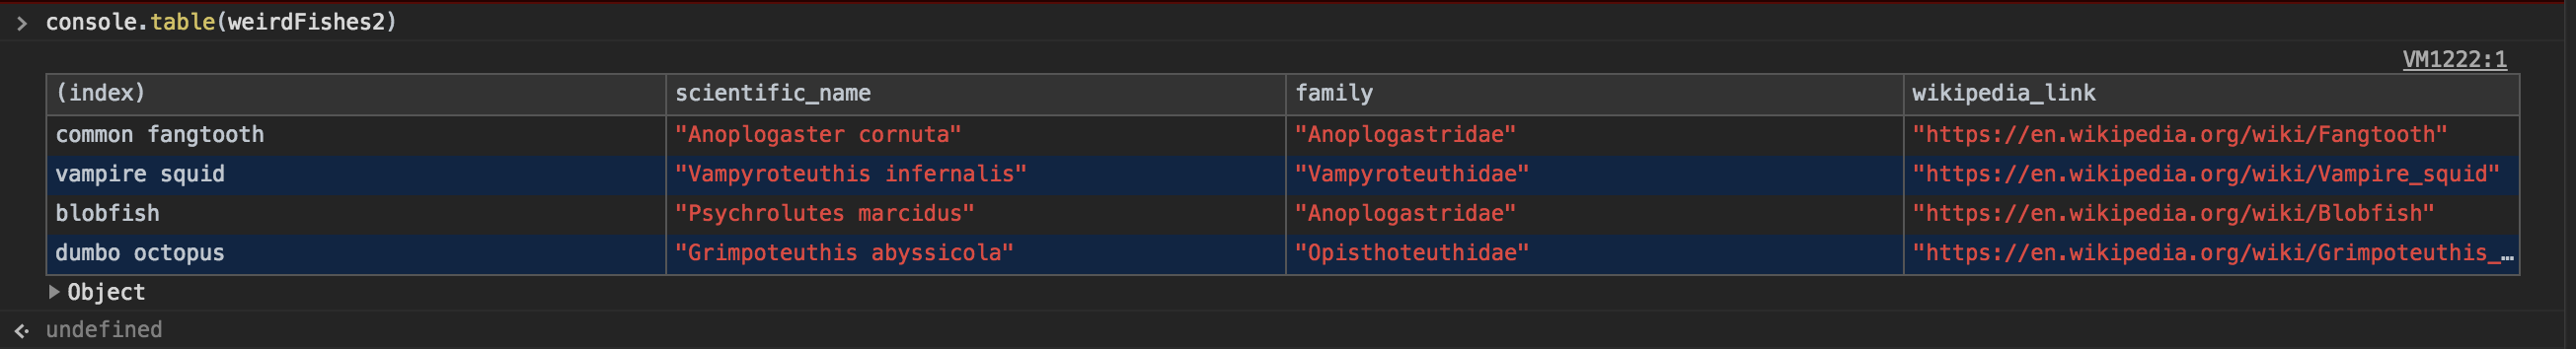 > console.table(weirdFishes2)
VM1222:1
(index) scientific_name family wikipedia_link
common fangtooth "Anoplogaster cornuta" "Anoplogastridae" "https://en.wikipedia.org/wiki/Fangtooth"
vampire squid "Vampyroteuthis infernalis" "Vampyroteuthidae" "https://en.wikipedia.org/wiki/Vampire_squid"
blobfish "Psychrolutes marcidus" "Anoplogastridae" "https://en.wikipedia.org/wiki/Blobfish"
dumbo octopus "Grimpoteuthis abyssicola" "Opisthoteuthidae" "https://en.wikipedia.org/wiki/Grimpoteuthis_…
▶ Object
undefined